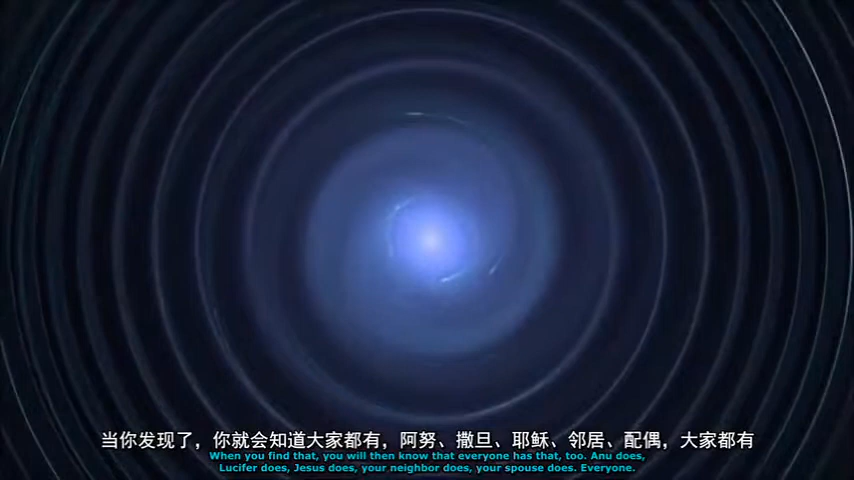 当你发现了，你就会知道大家都有，阿努、撒旦、耶稣、邻居、配偶，大家都有
When you find that, you will then know that everyone has that, too. Anu does,
Lucifer does, Jesus does, your neighbor does, your spouse does. Everyone.